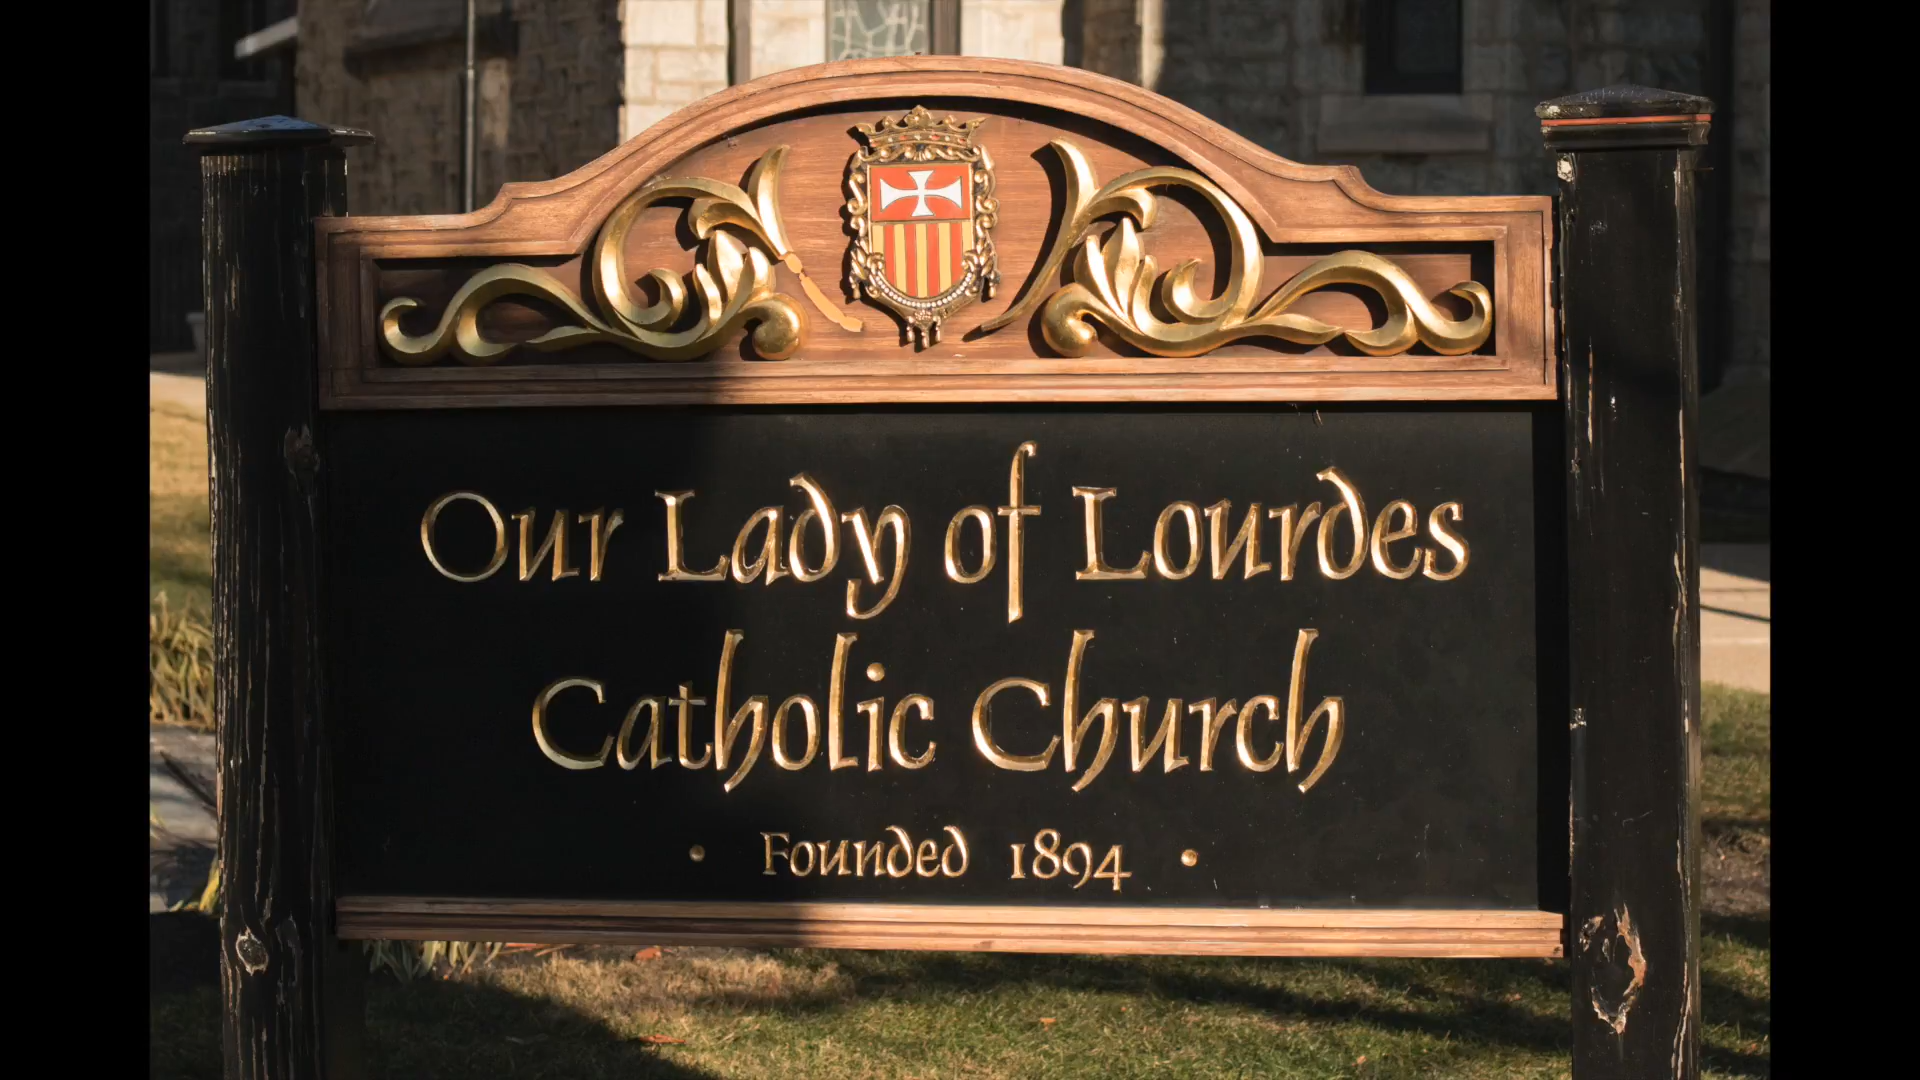 Our Lady of Lourdes
Catholic Church
• Founded 1894 •